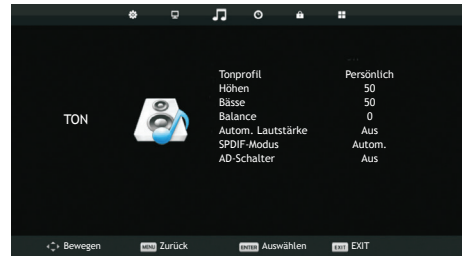 TON
Tonprofil Persönlich
Höhen 50
Bässe 50
Balance 0
Autom. Lautstärke Aus
SPDIF-Modus Autom.
AD-Schalter Aus
Bewegen MENU Zurück ENTER Auswählen EXIT EXIT